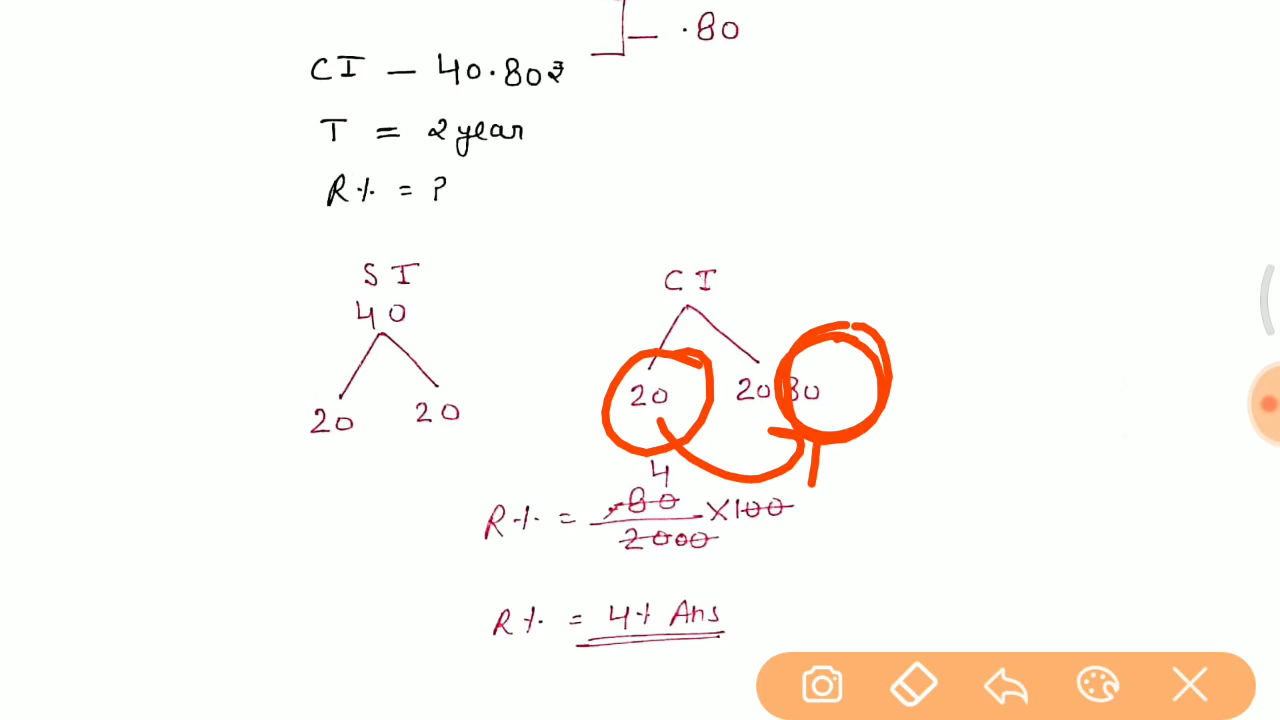 .80
CI – 40.80₹
T = 2 year
R% = ?
SI
40
20 20
CI
20 20 80
4
R% = .80/2000 × 100
R% = 4% Ans